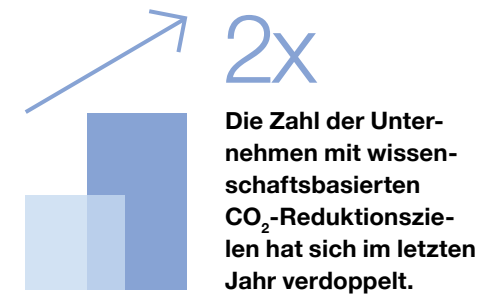 2x
Die Zahl der Unter-
nehmen mit wissen-
schaftsbasierten
CO₂-Reduktionszie-
len hat sich im letzten
Jahr verdoppelt.